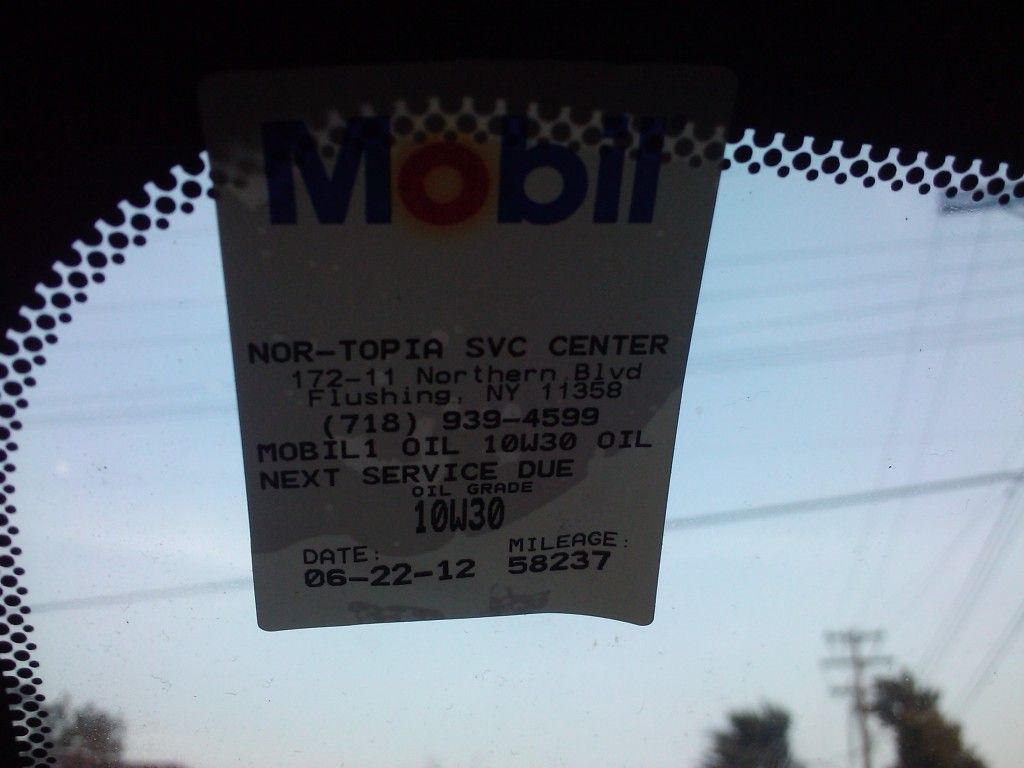 Mobil
NOR-TOPIA SVC CENTER
172-11 Northern Blvd
Flushing, NY 11358
(718) 939-4599
MOBIL1 OIL 10W30 OIL
NEXT SERVICE DUE
OIL GRADE
10W30
DATE: MILEAGE:
06-22-12 58237